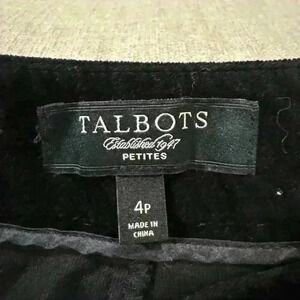 TALBOTS
Established 1947
PETITES
4P
MADE IN
CHINA